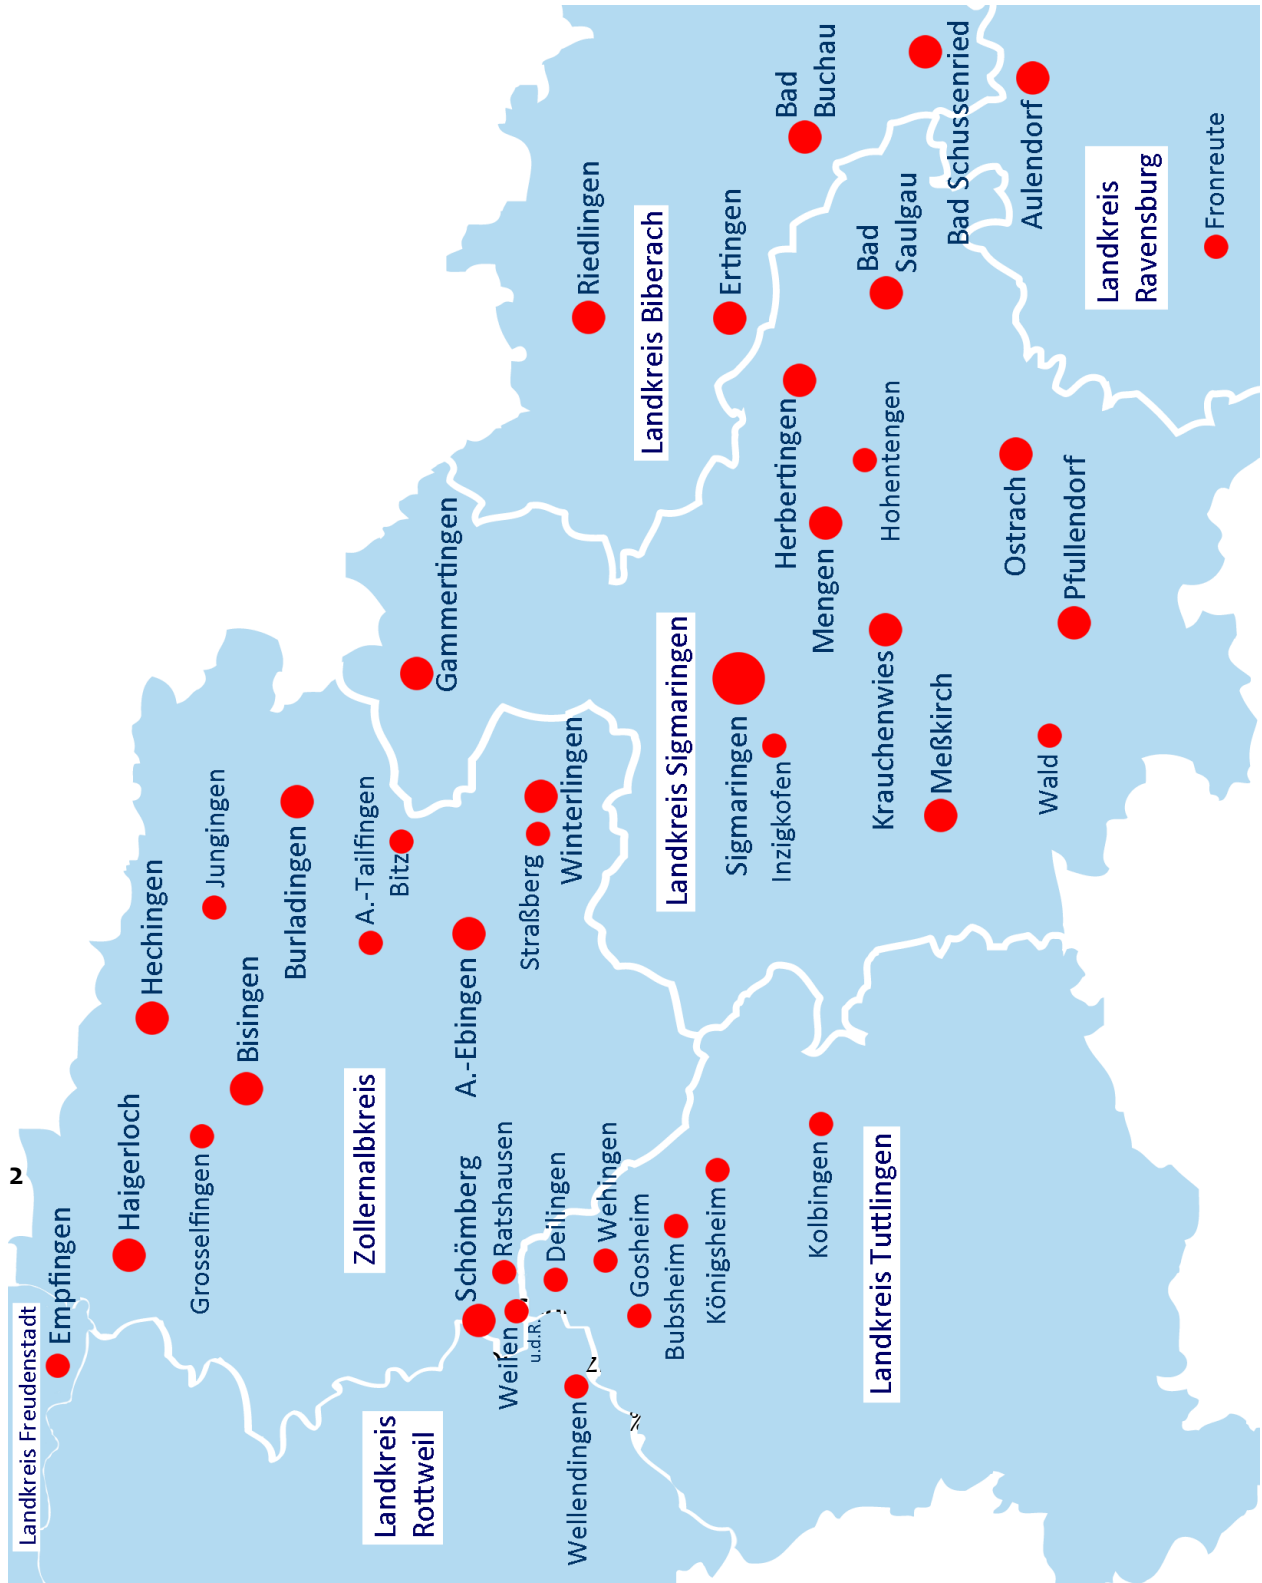 2
Landkreis Freudenstadt
Empfingen
Haigerloch
Hechingen
Grosselfingen
Jungingen
Bisingen
Burladingen
Zollernalbkreis
A.-Tailfingen
Bitz
Gammertingen
Landkreis
Rottweil
Schömberg
A.-Ebingen
Ratshausen
Weilen
u.d.R.
Straßberg
Winterlingen
Deilingen
Wellendingen
Wehingen
Gosheim
Bubsheim
Königsheim
Kolbingen
Landkreis Tuttlingen
Riedlingen
Landkreis Biberach
Ertingen
Bad
Buchau
Landkreis Sigmaringen
Sigmaringen
Inzigkofen
Herbertingen
Mengen
Hohentengen
Bad
Saulgau
Bad Schussenried
Krauchenwies
Meßkirch
Aulendorf
Ostrach
Wald
Pfullendorf
Landkreis
Ravensburg
Fronreute